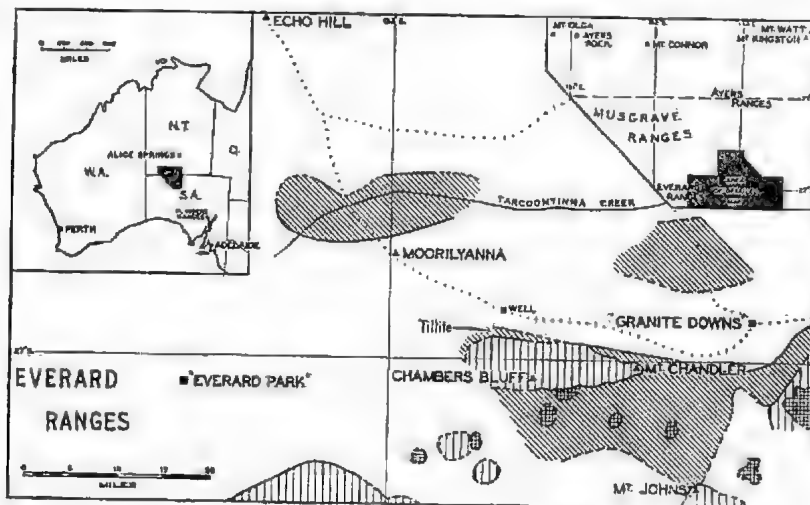 ECHO HILL
MILES
N.T.
Q.
ALICE SPRINGS
W.A.
S.A.
PERTH
ADELAIDE
MT. OLGA
AYERS
ROCK
MT. CONNOR
MT. WATT
MT. KINGSTON
AYERS
RANGES
MUSGRAVE
RANGES
EVERARD
TARCOONYINNA CREEK
MOORILYANNA
WELL
GRANITE DOWNS
Tillite
EVERARD
RANGES
"EVERARD PARK"
CHAMBERS BLUFF
MT. CHANDLER
MILES
MT. JOHNS